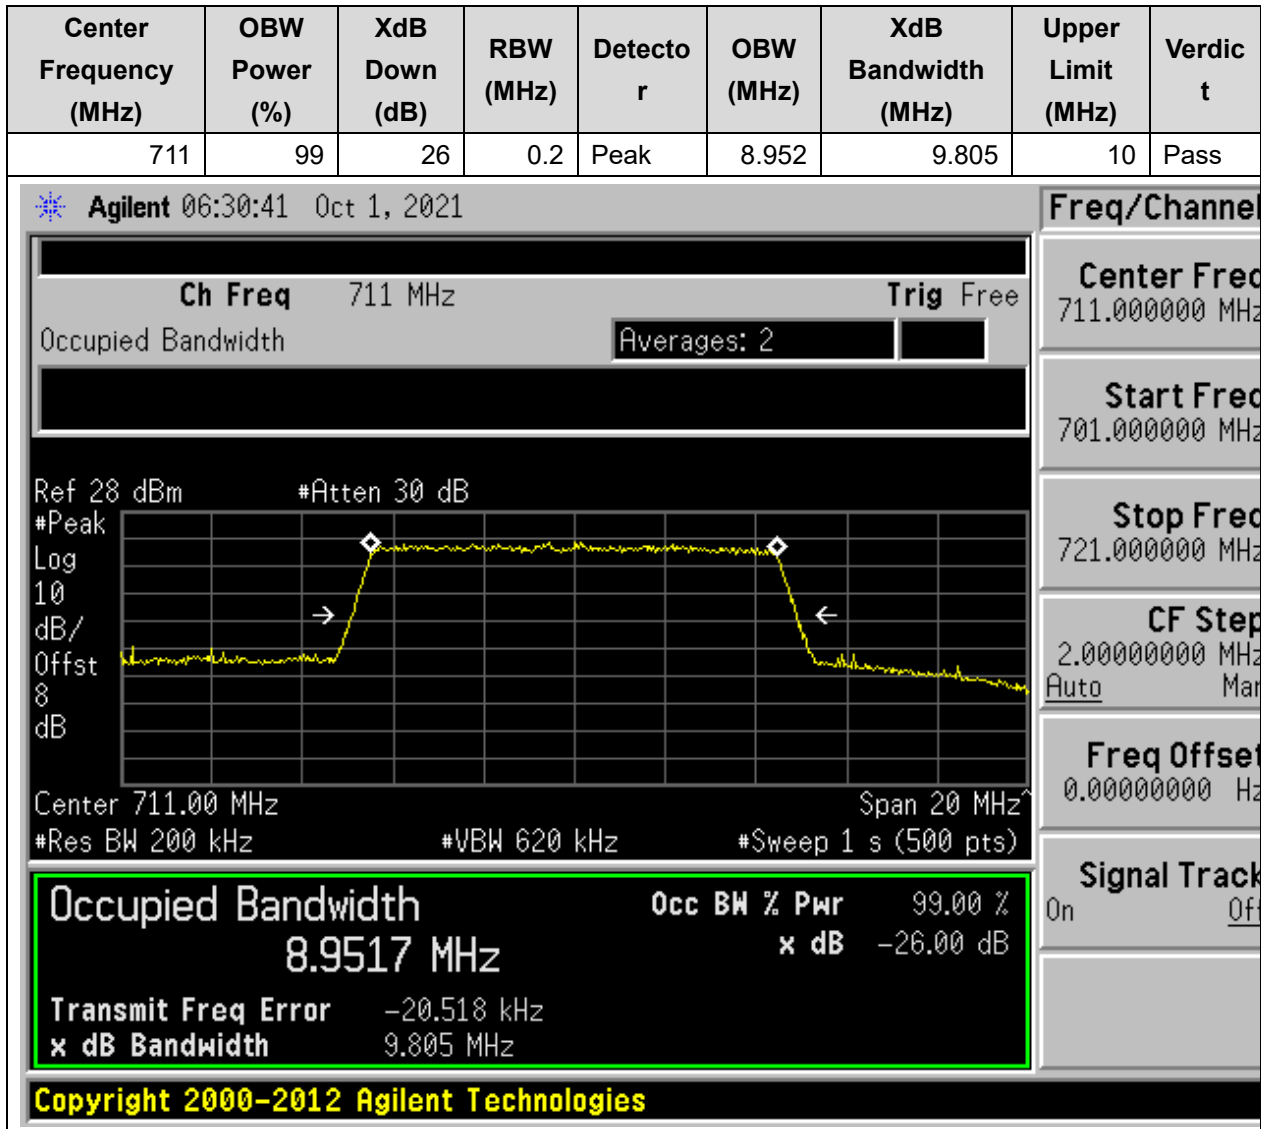 Center Frequency (MHz) OBW Power (%) XdB Down (dB) RBW (MHz) Detecto r OBW (MHz) XdB Bandwidth (MHz) Upper Limit (MHz) Verdic t
711 99 26 0.2 Peak 8.952 9.805 10 Pass
Agilent 06:30:41 Oct 1, 2021
Freq/Channel
Ch Freq 711 MHz Trig Free
Occupied Bandwidth Averages: 2
Center Freq
711.000000 MHz
Start Freq
701.000000 MHz
Stop Freq
721.000000 MHz
CF Step
2.00000000 MHz
Auto Man
Freq Offset
0.00000000 Hz
Signal Track
On Off
Ref 28 dBm #Atten 30 dB
#Peak
Log
10
dB/
Offst
8
dB
Center 711.00 MHz Span 20 MHz^
#Res BW 200 kHz #VBW 620 kHz #Sweep 1 s (500 pts)
Occupied Bandwidth Occ BW % Pwr 99.00 %
8.9517 MHz x dB -26.00 dB
Transmit Freq Error -20.518 kHz
x dB Bandwidth 9.805 MHz
Copyright 2000-2012 Agilent Technologies